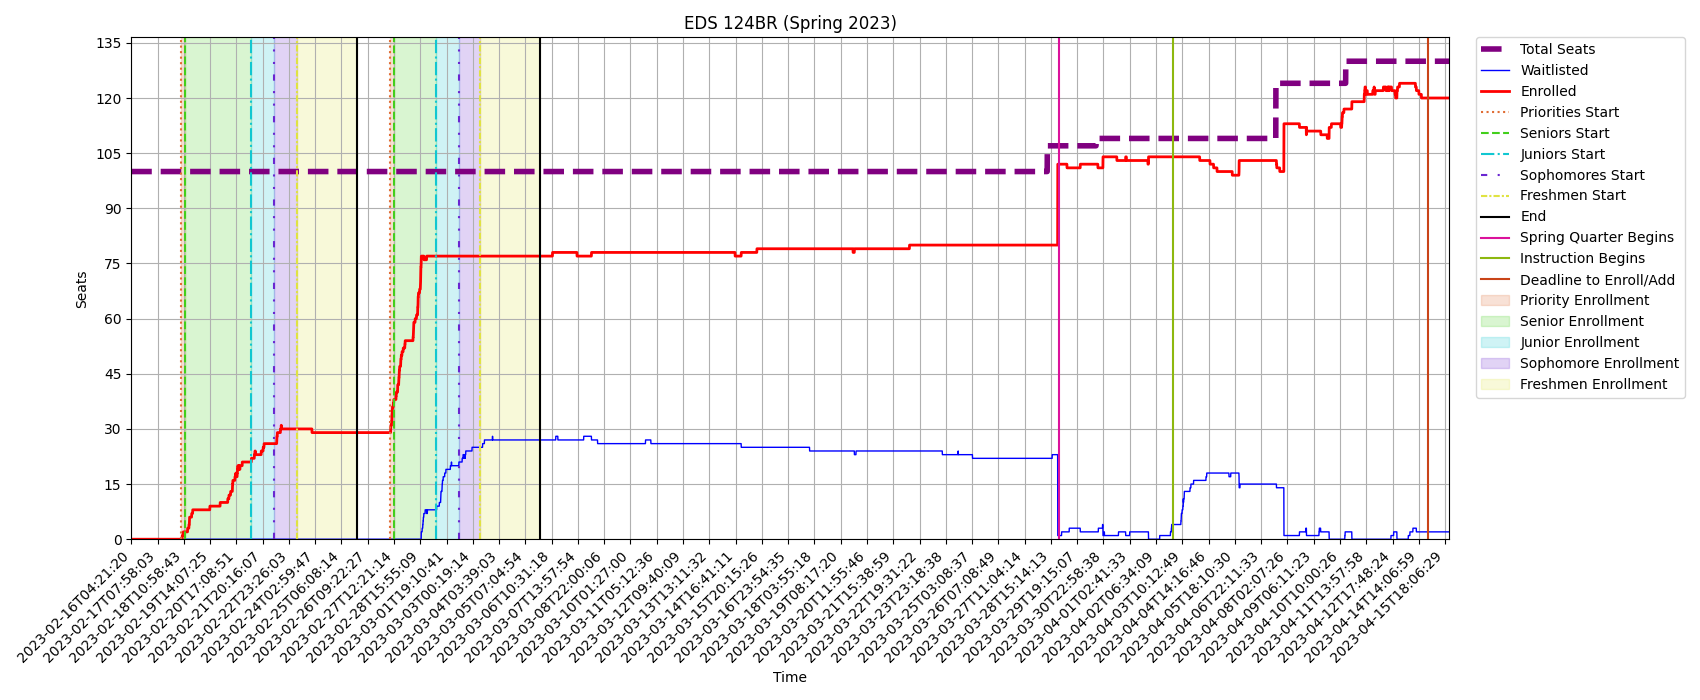 EDS 124BR (Spring 2023)
Seats
135
120
105
90
75
60
45
30
15
0
2023-02-16T04:21:20
2023-02-17T07:58:03
2023-02-18T10:58:43
2023-02-19T14:07:25
2023-02-20T17:08:51
2023-02-21T20:16:07
2023-02-22T23:26:03
2023-02-24T02:59:47
2023-02-25T06:08:14
2023-02-26T09:22:27
2023-02-27T12:21:14
2023-02-28T15:55:09
2023-03-01T19:10:41
2023-03-03T00:19:14
2023-03-04T03:39:03
2023-03-05T07:04:54
2023-03-06T10:31:18
2023-03-07T13:57:54
2023-03-08T22:00:06
2023-03-10T01:27:00
2023-03-11T05:12:36
2023-03-12T09:40:09
2023-03-13T13:11:32
2023-03-14T16:41:11
2023-03-15T20:15:26
2023-03-16T23:54:35
2023-03-18T03:55:18
2023-03-19T08:17:20
2023-03-20T11:55:46
2023-03-21T15:38:59
2023-03-22T19:31:22
2023-03-23T23:18:38
2023-03-25T03:08:37
2023-03-26T07:08:49
2023-03-27T11:04:14
2023-03-28T15:14:13
2023-03-29T19:15:07
2023-03-30T22:58:38
2023-04-01T02:41:33
2023-04-02T06:34:09
2023-04-03T10:12:49
2023-04-04T14:16:46
2023-04-05T18:10:30
2023-04-06T22:11:33
2023-04-08T02:07:26
2023-04-09T06:11:23
2023-04-10T10:00:26
2023-04-11T13:57:58
2023-04-12T17:48:24
2023-04-14T14:06:59
2023-04-15T18:06:29
Time
Total Seats
Waitlisted
Enrolled
Priorities Start
Seniors Start
Juniors Start
Sophomores Start
Freshmen Start
End
Spring Quarter Begins
Instruction Begins
Deadline to Enroll/Add
Priority Enrollment
Senior Enrollment
Junior Enrollment
Sophomore Enrollment
Freshmen Enrollment